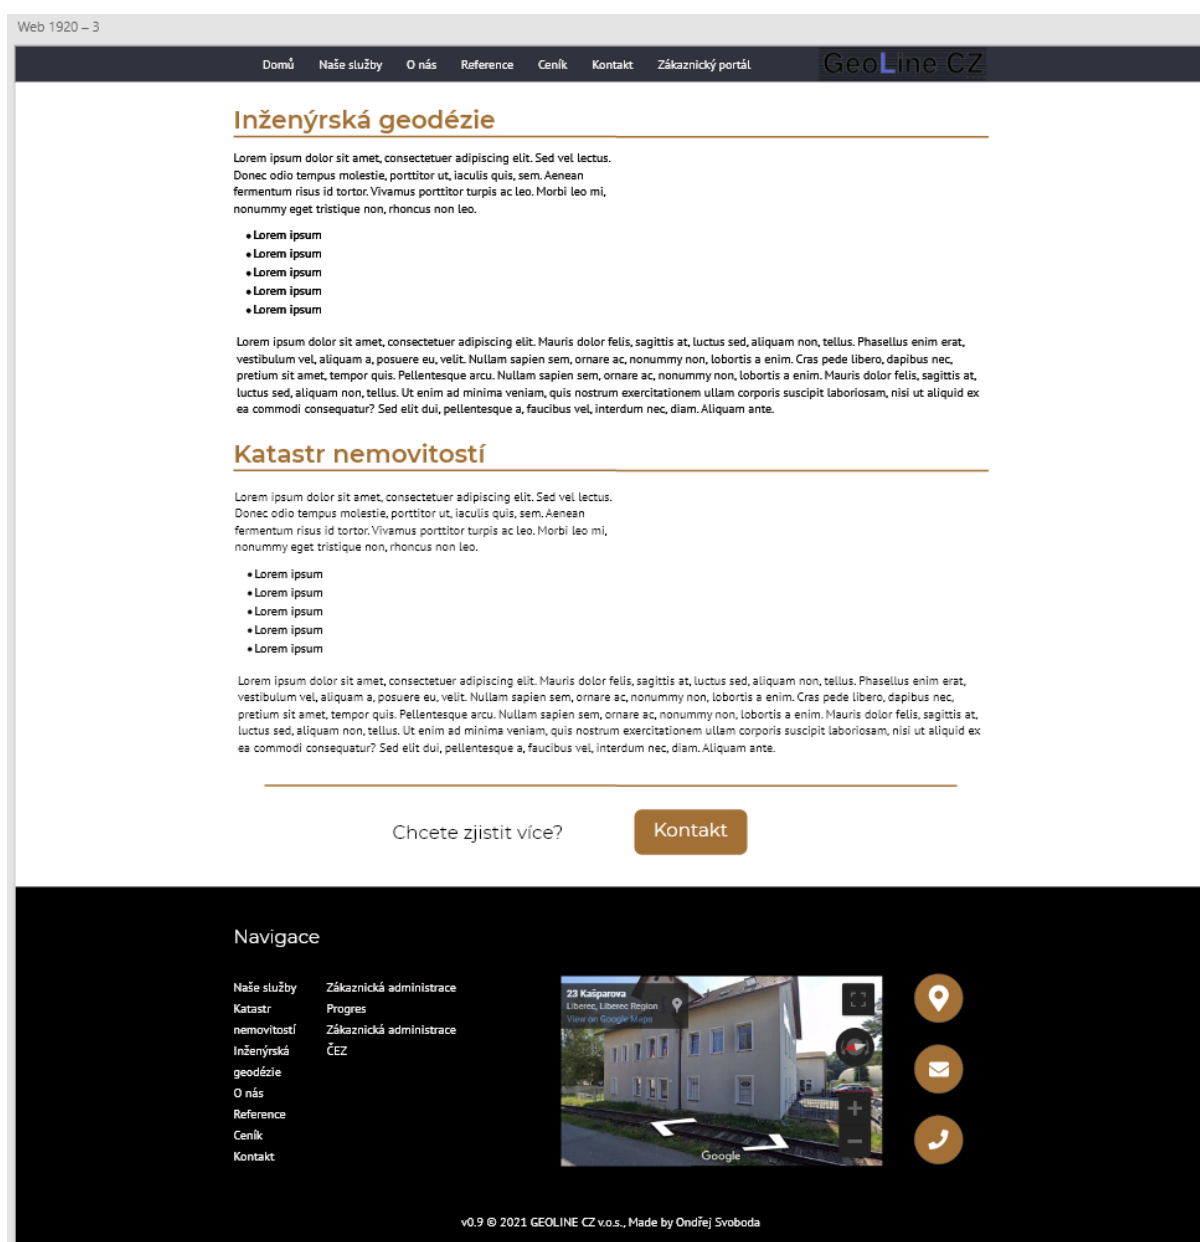 Web 1920 – 3
Domů Naše služby O nás Reference Ceník Kontakt Zákaznický portál GeoLine CZ
Inženýrská geodézie
Lorem ipsum dolor sit amet, consectetuer adipiscing elit. Sed vel lectus.
Donec odio tempus molestie, porttitor ut, iaculis quis, sem. Aenean
fermentum risus id tortor. Vivamus porttitor turpis ac leo. Morbi leo mi,
nonummy eget tristique non, rhoncus non leo.
• Lorem ipsum
• Lorem ipsum
• Lorem ipsum
• Lorem ipsum
• Lorem ipsum
Lorem ipsum dolor sit amet, consectetuer adipiscing elit. Mauris dolor felis, sagittis at, luctus sed, aliquam non, tellus. Phasellus enim erat,
vestibulum vel, aliquam a, posuere eu, velit. Nullam sapien sem, ornare ac, nonummy non, lobortis a enim. Cras pede libero, dapibus nec,
pretium sit amet, tempor quis. Pellentesque arcu. Nullam sapien sem, ornare ac, nonummy non, lobortis a enim. Mauris dolor felis, sagittis at,
luctus sed, aliquam non, tellus. Ut enim ad minima veniam, quis nostrum exercitationem ullam corporis suscipit laboriosam, nisi ut aliquid ex
ea commodi consequatur? Sed elit dui, pellentesque a, faucibus vel, interdum nec, diam. Aliquam ante.
Katastr nemovitostí
Lorem ipsum dolor sit amet, consectetuer adipiscing elit. Sed vel lectus.
Donec odio tempus molestie, porttitor ut, iaculis quis, sem. Aenean
fermentum risus id tortor. Vivamus porttitor turpis ac leo. Morbi leo mi,
nonummy eget tristique non, rhoncus non leo.
• Lorem ipsum
• Lorem ipsum
• Lorem ipsum
• Lorem ipsum
• Lorem ipsum
Lorem ipsum dolor sit amet, consectetuer adipiscing elit. Mauris dolor felis, sagittis at, luctus sed, aliquam non, tellus. Phasellus enim erat,
vestibulum vel, aliquam a, posuere eu, velit. Nullam sapien sem, ornare ac, nonummy non, lobortis a enim. Cras pede libero, dapibus nec,
pretium sit amet, tempor quis. Pellentesque arcu. Nullam sapien sem, ornare ac, nonummy non, lobortis a enim. Mauris dolor felis, sagittis at,
luctus sed, aliquam non, tellus. Ut enim ad minima veniam, quis nostrum exercitationem ullam corporis suscipit laboriosam, nisi ut aliquid ex
ea commodi consequatur? Sed elit dui, pellentesque a, faucibus vel, interdum nec, diam. Aliquam ante.
Chcete zjistit více? Kontakt
Navigace
Naše služby
Katastr
nemovitostí
Inženýrská
geodézie
O nás
Reference
Ceník
Kontakt
Zákaznická administrace
Progres
Zákaznická administrace
ČEZ
23 Kašparova
Liberec, Liberec Region
View on Google Maps
Google
v0.9 © 2021 GEOLINE CZ v.o.s., Made by Ondřej Svoboda